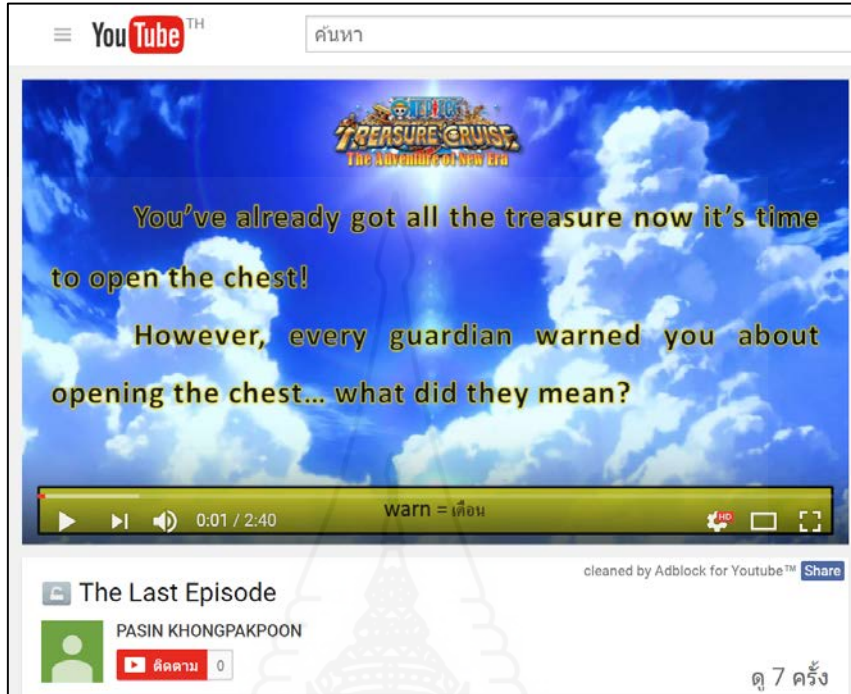 YouTube TH
ค้นหา
ONE PIECE
TREASURE CRUISE
The Adventure of New Era
You've already got all the treasure now it's time
to open the chest!
However, every guardian warned you about
opening the chest... what did they mean?
0:01 / 2:40
warn = เตือน
HD
cleaned by Adblock for Youtube™ Share
The Last Episode
PASIN KHONGPAKPOON
ติดตาม 0
ดู 7 ครั้ง